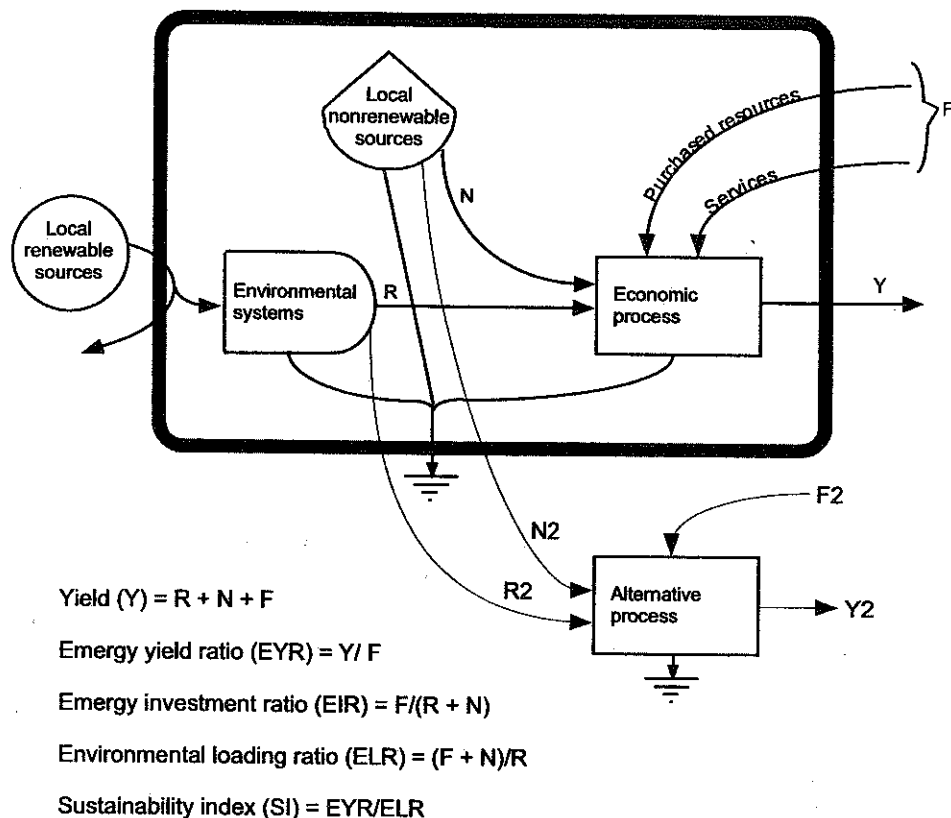 Local
nonrenewable
sources
Purchased resources
F
Services
N
Local
renewable
sources
Environmental
systems
R
Economic
process
Y
F2
N2
R2
Alternative
process
Y2
Yield (Y) = R + N + F
Emergy yield ratio (EYR) = Y/ F
Emergy investment ratio (EIR) = F/(R + N)
Environmental loading ratio (ELR) = (F + N)/R
Sustainability index (SI) = EYR/ELR